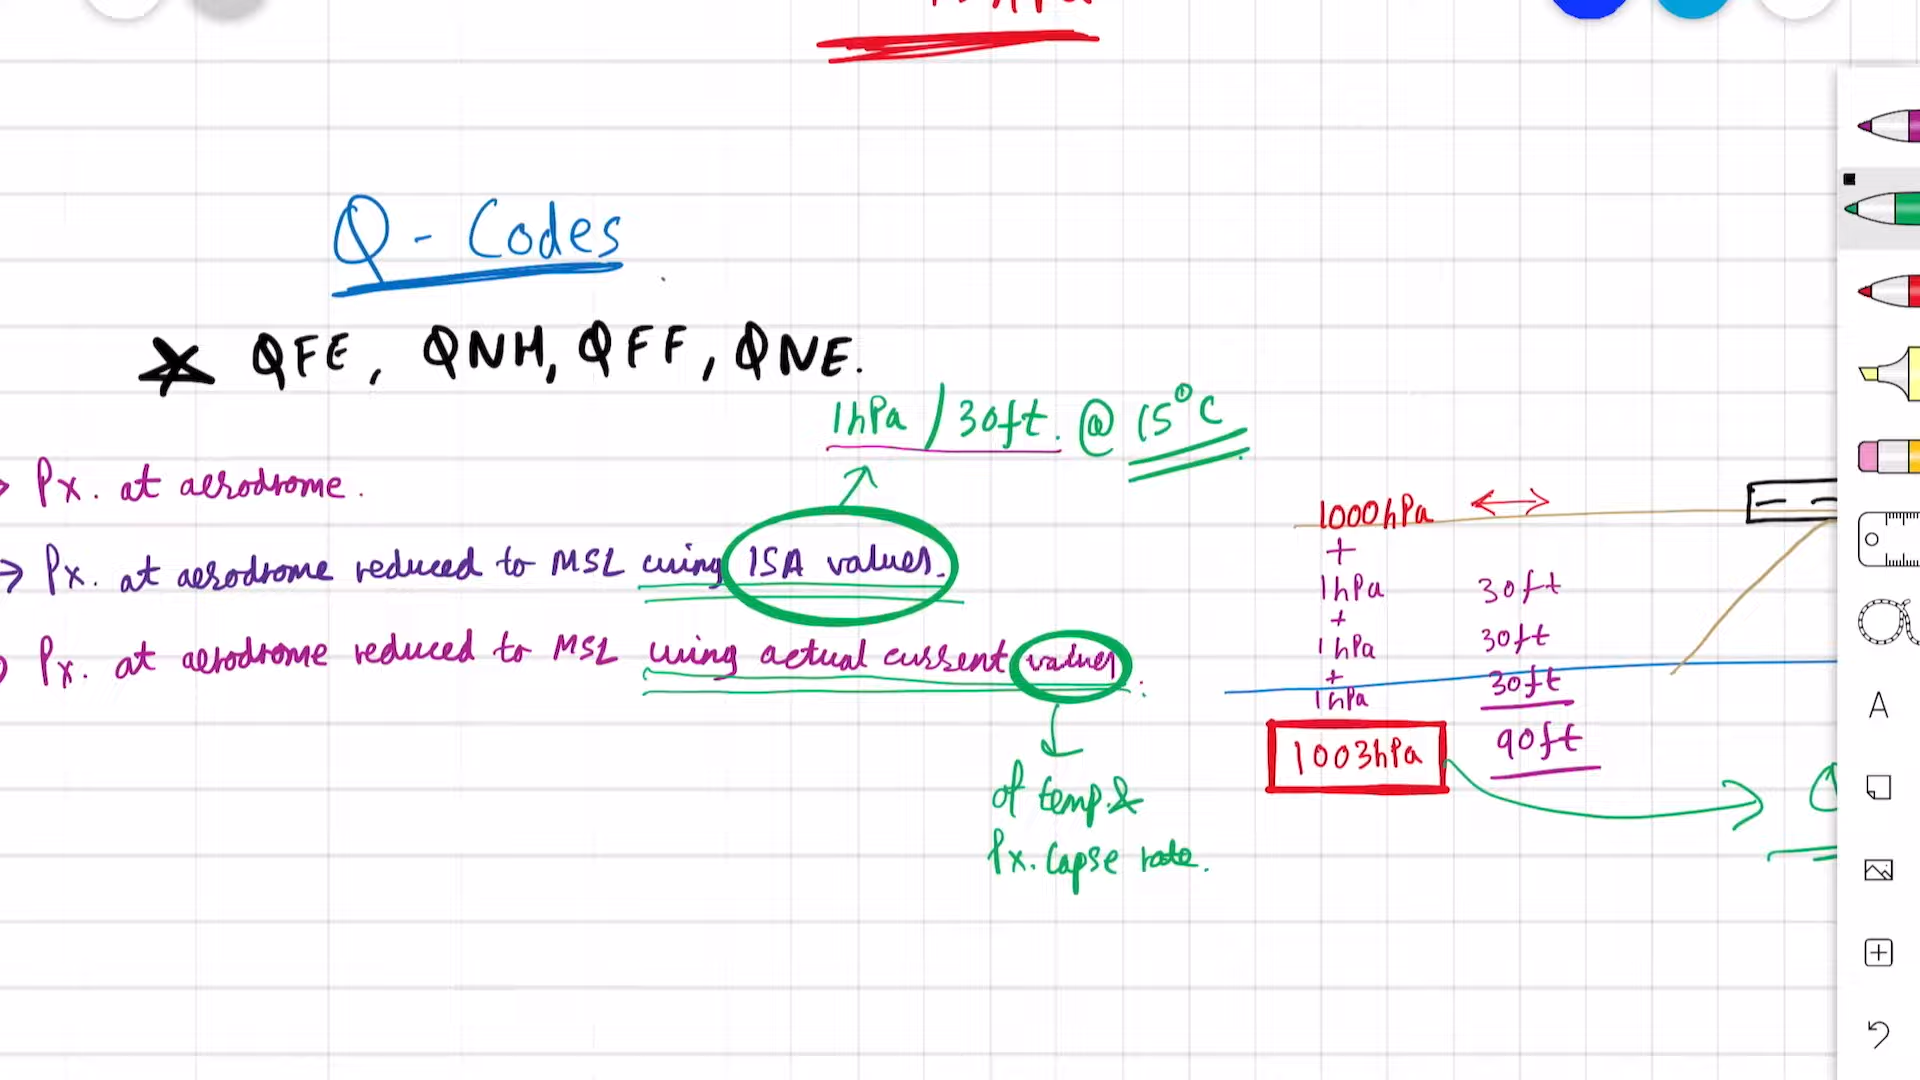 Q - Codes
QFE, QNH, QFF, QNE.
1hPa / 30ft. @ 15°C
→ Px. at aerodrome.
→ Px. at aerodrome reduced to MSL using ISA values.
Px. at aerodrome reduced to MSL using actual current values.
of temp. &
Px. lapse rate.
1000hPa
+
1hPa 30ft
+
1hPa 30ft
+
1hPa 30ft
1003hPa 90ft
A